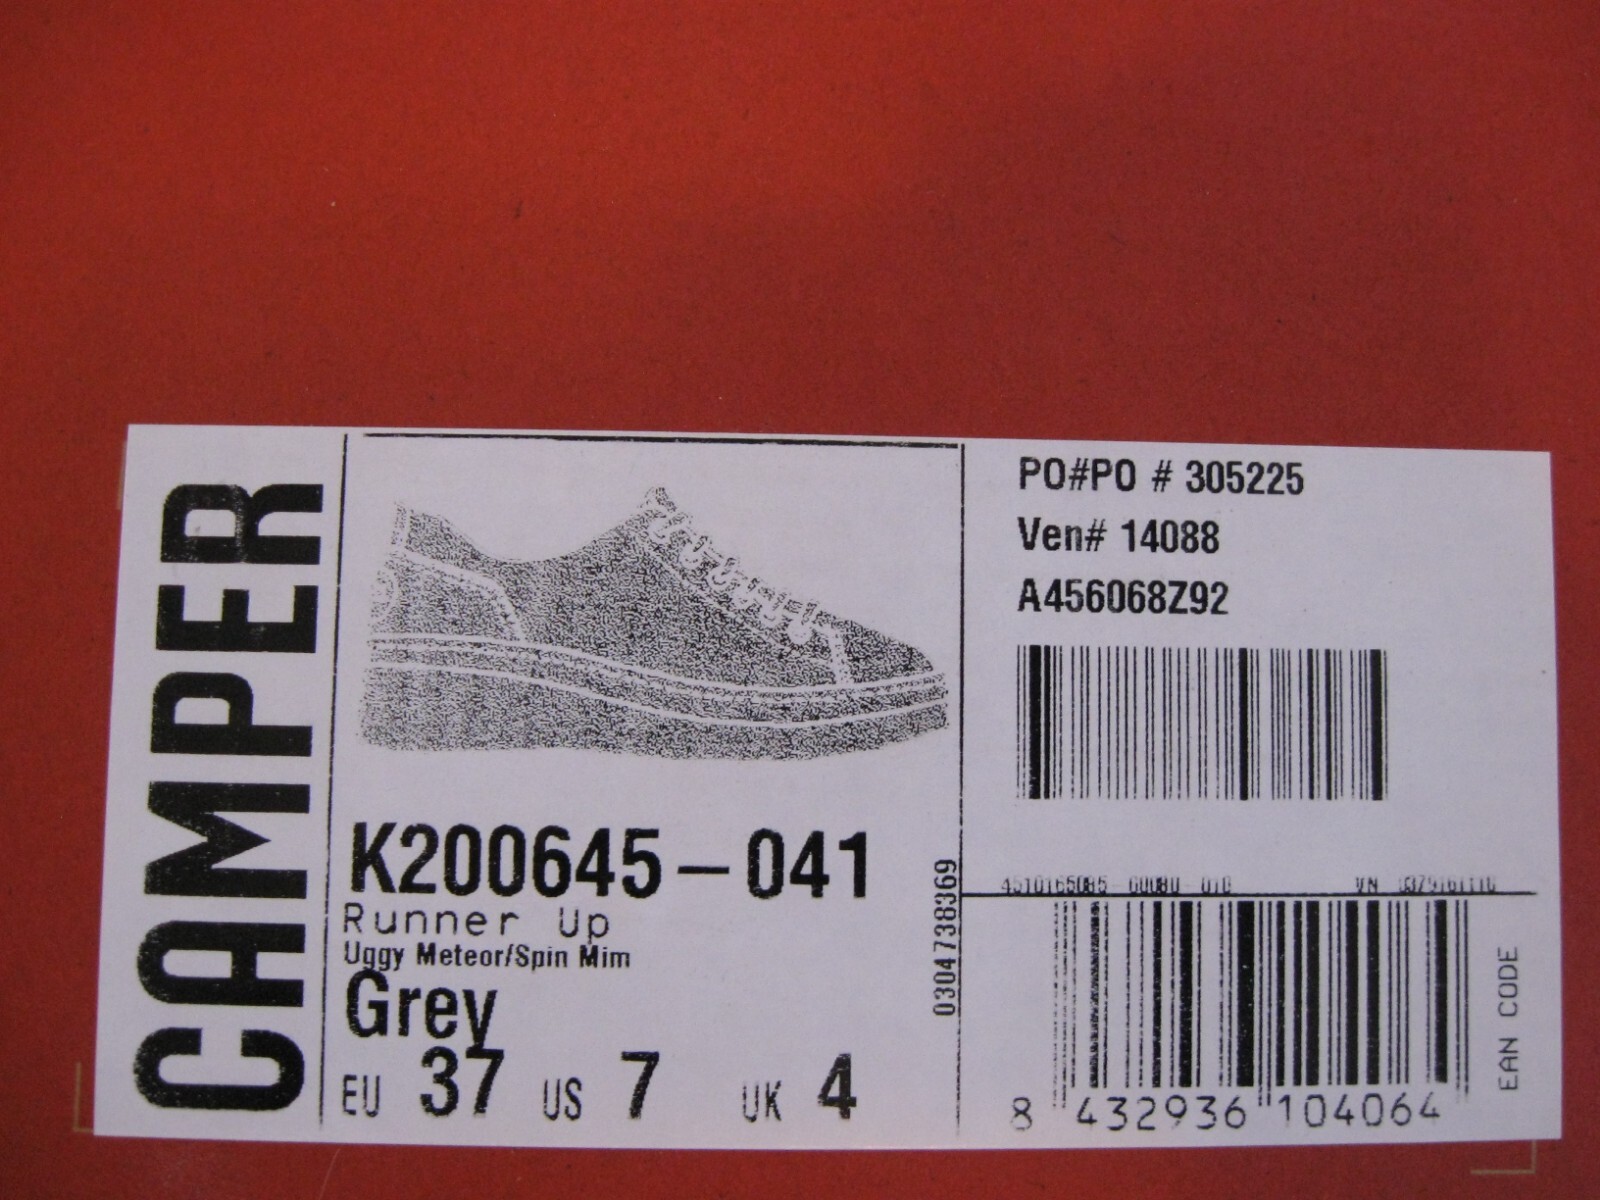 CAMPER
K200645-041
Runner Up
Uggy Meteor/Spin Mim
Grey
EU 37 US 7 UK 4
0304738369
PO#PO # 305225
Ven# 14088
A456068Z92
8 432936 104064
EAN CODE